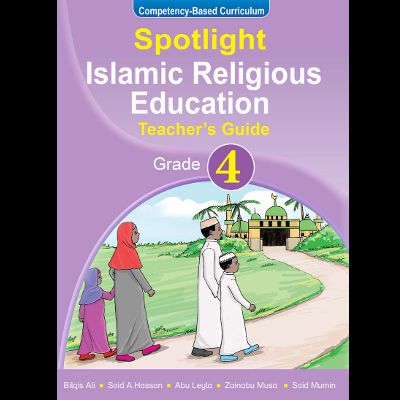 Competency-Based Curriculum
Spotlight
Islamic Religious
Education
Teacher's Guide
Grade 4
Bilqis Ali • Said A.Hassan • Abu Leyla • Zainabu Musa • Said Mumin